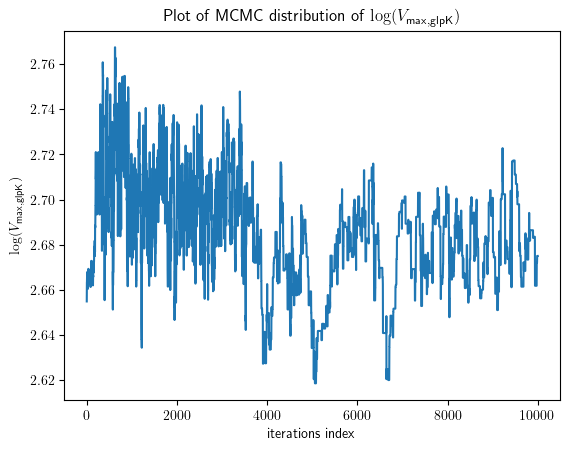 Plot of MCMC distribution of log(V_max,glpK)
log(V_max,glpK)
2.76
2.74
2.72
2.70
2.68
2.66
2.64
2.62
0 2000 4000 6000 8000 10000
iterations index